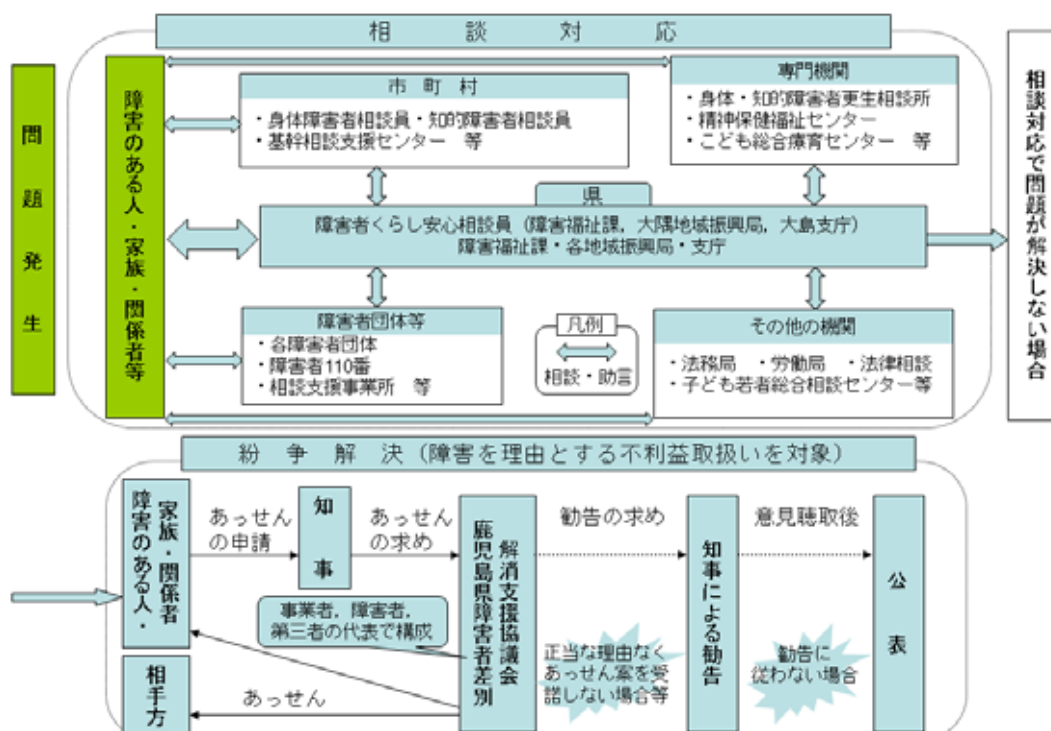 相談対応
問題発生
障害のある人・家族・関係者等
市町村
・身体障害者相談員・知的障害者相談員
・基幹相談支援センター 等
専門機関
・身体・知的障害者更生相談所
・精神保健福祉センター
・こども総合療育センター 等
県
障害者くらし安心相談員（障害福祉課，大隅地域振興局，大島支庁）
障害福祉課・各地域振興局・支庁
障害者団体等
・各障害者団体
・障害者110番
・相談支援事業所 等
凡例
相談・助言
その他の機関
・法務局 ・労働局 ・法律相談
・子ども若者総合相談センター等
相談対応で問題が解決しない場合
紛争解決（障害を理由とする不利益取扱いを対象）
障害のある人・
家族・関係者
あっせん
の申請
知事
あっせん
の求め
鹿児島県障害者差別
解消支援協議会
勧告の求め
知事による勧告
意見聴取後
公表
事業者，障害者，
第三者の代表で構成
正当な理由なく
あっせん案を受
諾しない場合等
勧告に
従わない場合
相手方
あっせん